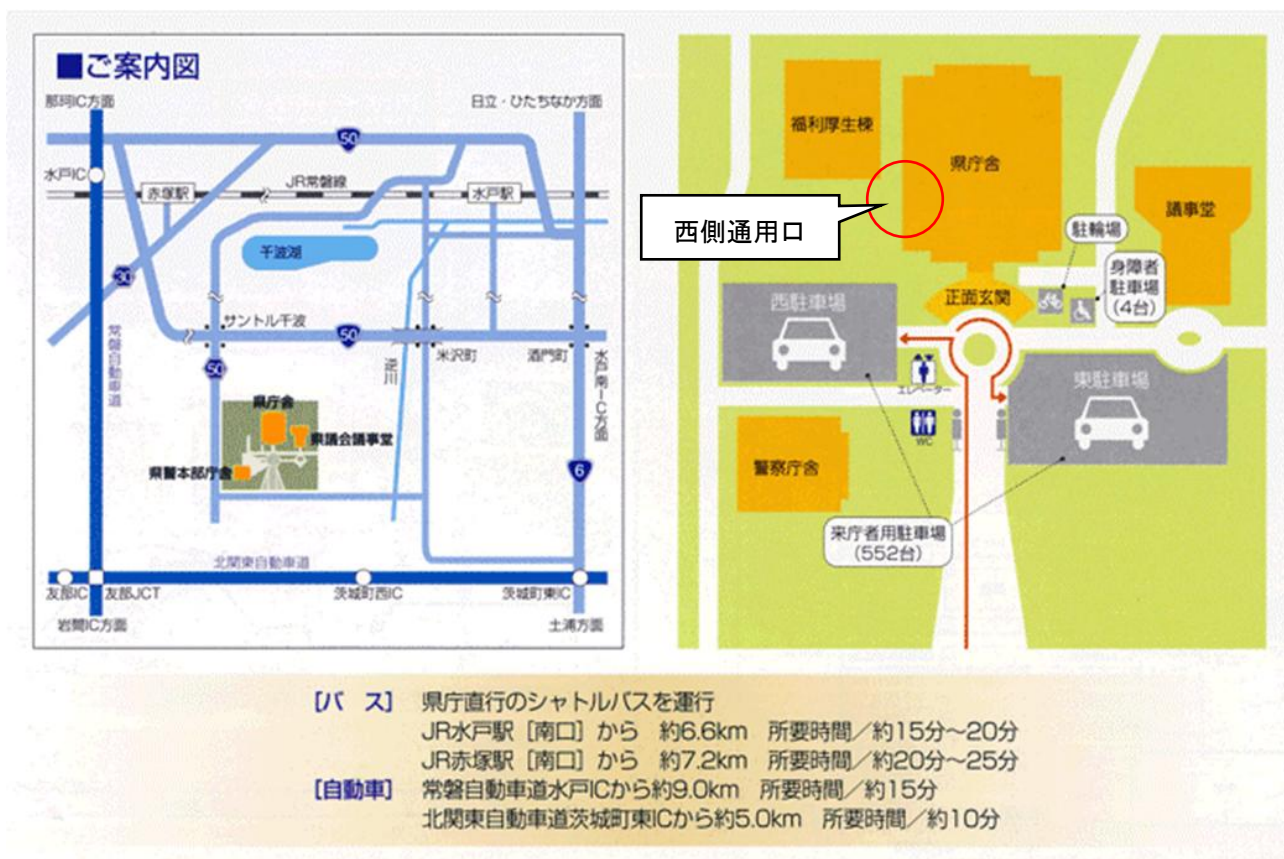 ■ご案内図
那珂IC方面
日立・ひたちなか方面
50
水戸IC
赤塚駅
JR常磐線
水戸駅
千波湖
30
サントル千波
50
米沢町
酒門町
常磐自動車道
50
逆川
水戸南IC方面
県庁舎
県議会議事堂
県警本部庁舎
6
北関東自動車道
友部IC
友部JCT
茨城町西IC
茨城町東IC
岩間IC方面
土浦方面
福利厚生棟
県庁舎
西側通用口
議事堂
駐輪場
身障者
駐車場
(4台)
正面玄関
西駐車場
東駐車場
エレベーター
WC
警察庁舎
来庁者用駐車場
(552台)
[バス] 県庁直行のシャトルバスを運行
JR水戸駅［南口］から 約6.6km 所要時間／約15分～20分
JR赤塚駅［南口］から 約7.2km 所要時間／約20分～25分
[自動車] 常磐自動車道水戸ICから約9.0km 所要時間／約15分
北関東自動車道茨城町東ICから約5.0km 所要時間／約10分